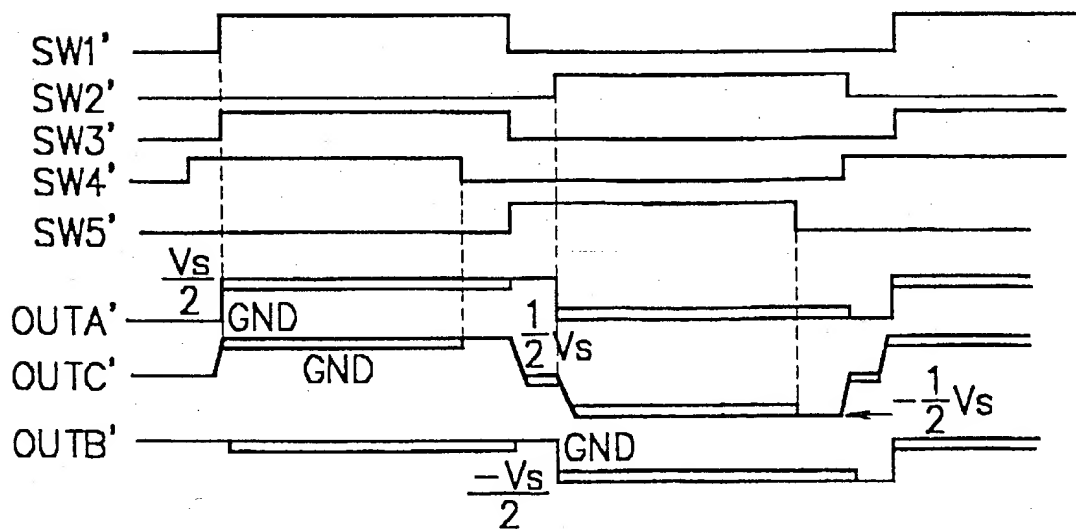 SW1'
SW2'
SW3'
SW4'
SW5'
Vs
2
OUTA'
GND
1
2
Vs
OUTC'
GND
-1
2
Vs
OUTB'
GND
-Vs
2